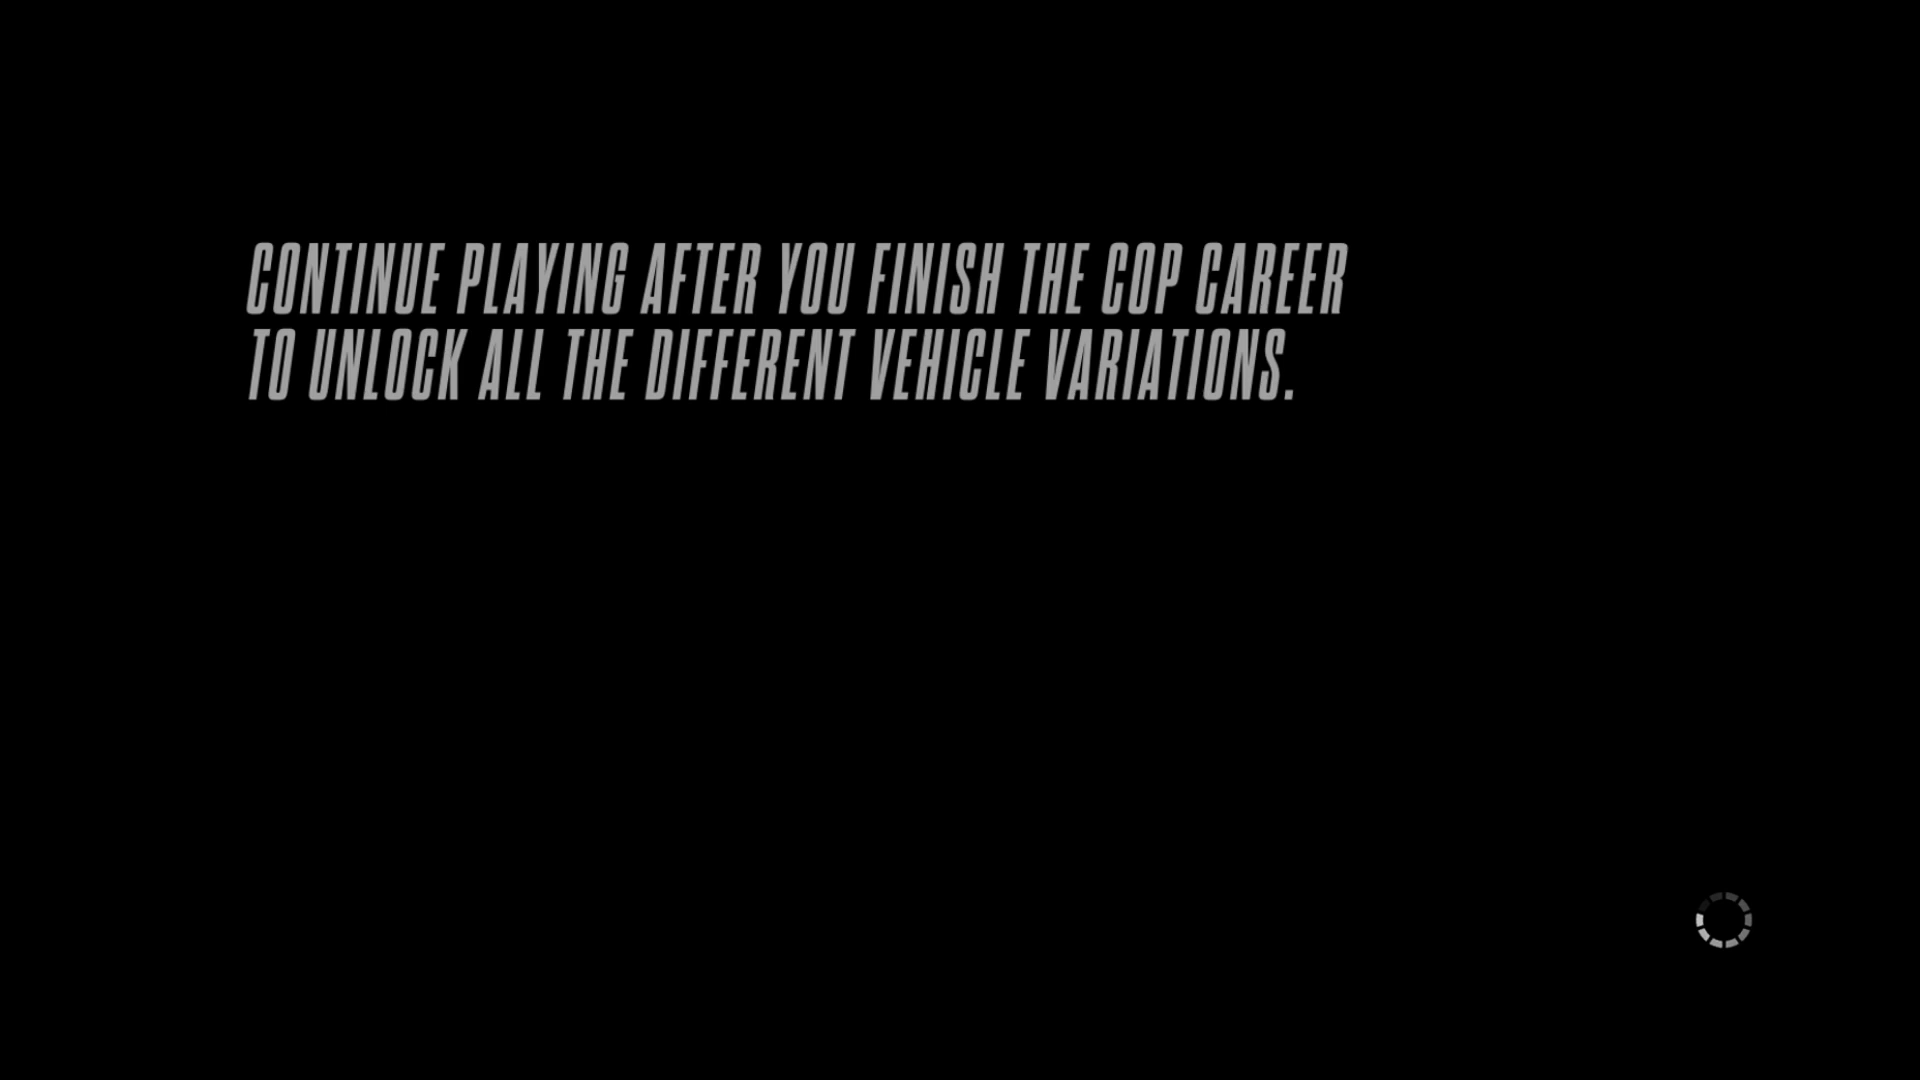 CONTINUE PLAYING AFTER YOU FINISH THE COP CAREER
TO UNLOCK ALL THE DIFFERENT VEHICLE VARIATIONS.